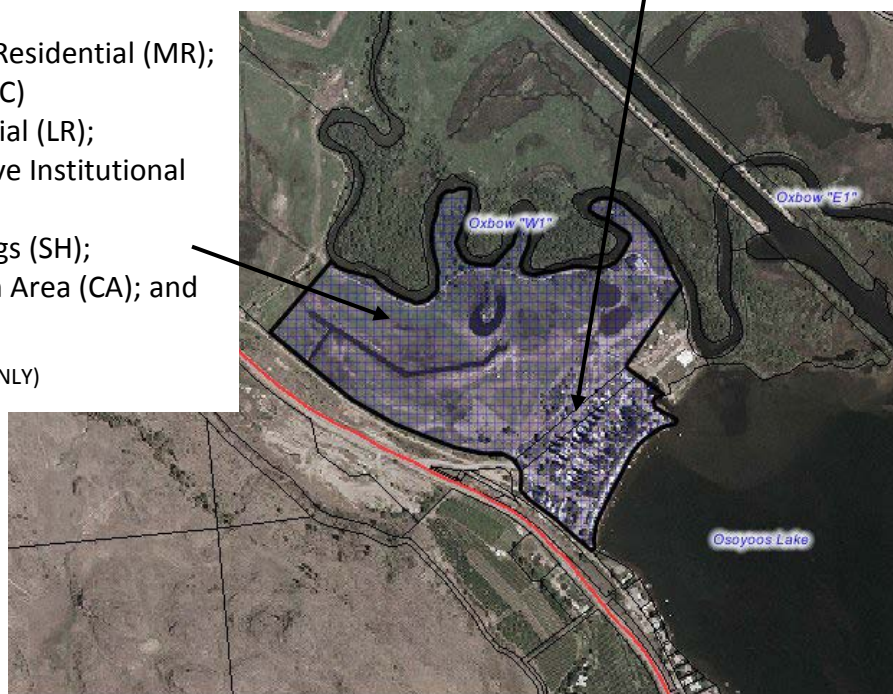 Residential (MR);
C)
ial (LR);
ve Institutional
gs (SH);
n Area (CA); and
NLY)
Oxbow "W1"
Oxbow "E1"
Osoyoos Lake